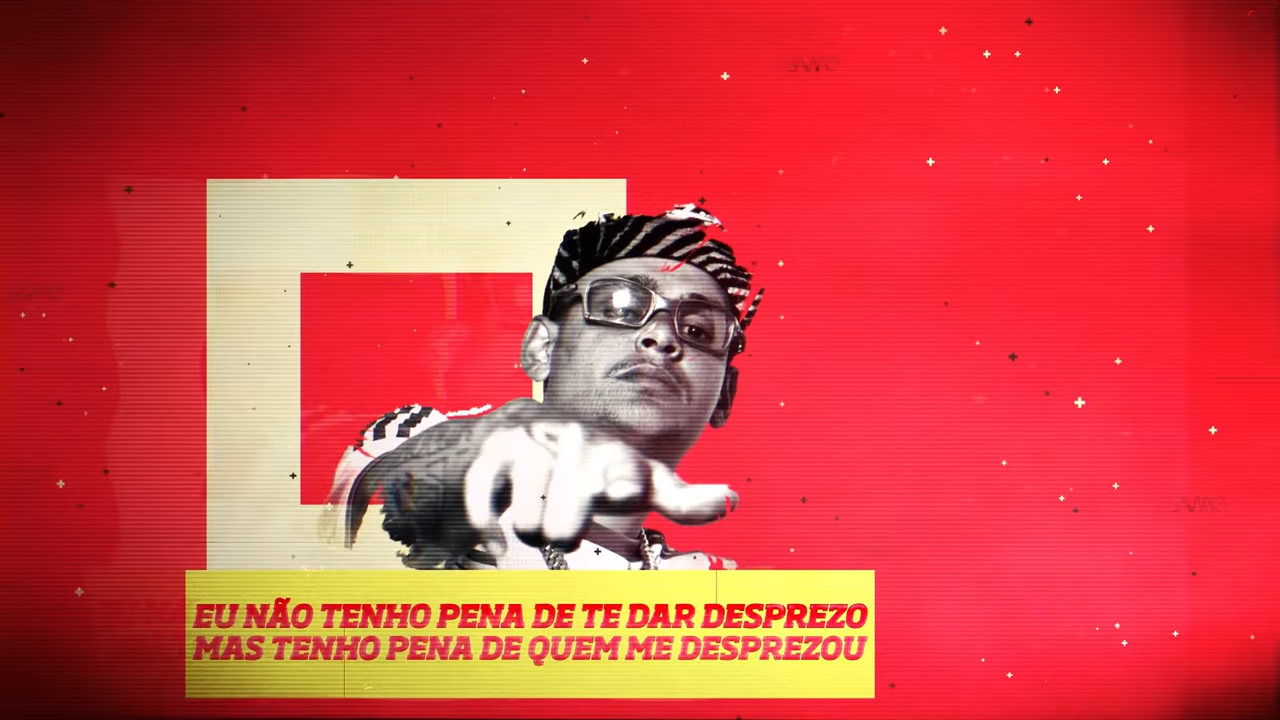 EU NÃO TENHO PENA DE TE DAR DESPREZO
MAS TENHO PENA DE QUEM ME DESPREZOU